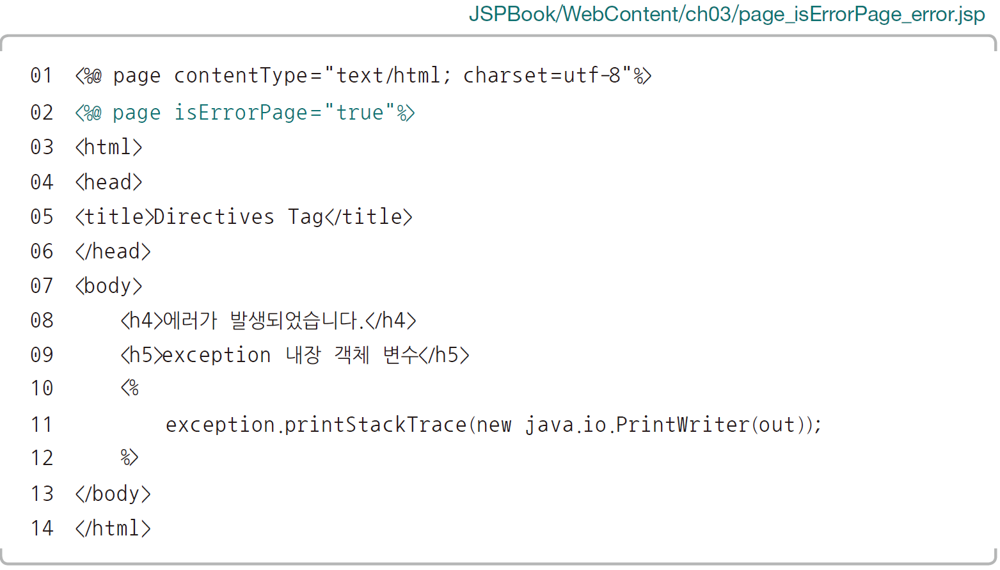 JSPBook/WebContent/ch03/page_isErrorPage_error.jsp
01 <%@ page contentType="text/html; charset=utf-8"%>
02 <%@ page isErrorPage="true"%>
03 <html>
04 <head>
05 <title>Directives Tag</title>
06 </head>
07 <body>
08 <h4>에러가 발생되었습니다.</h4>
09 <h5>exception 내장 객체 변수</h5>
10 <%
11 exception.printStackTrace(new java.io.PrintWriter(out));
12 %>
13 </body>
14 </html>